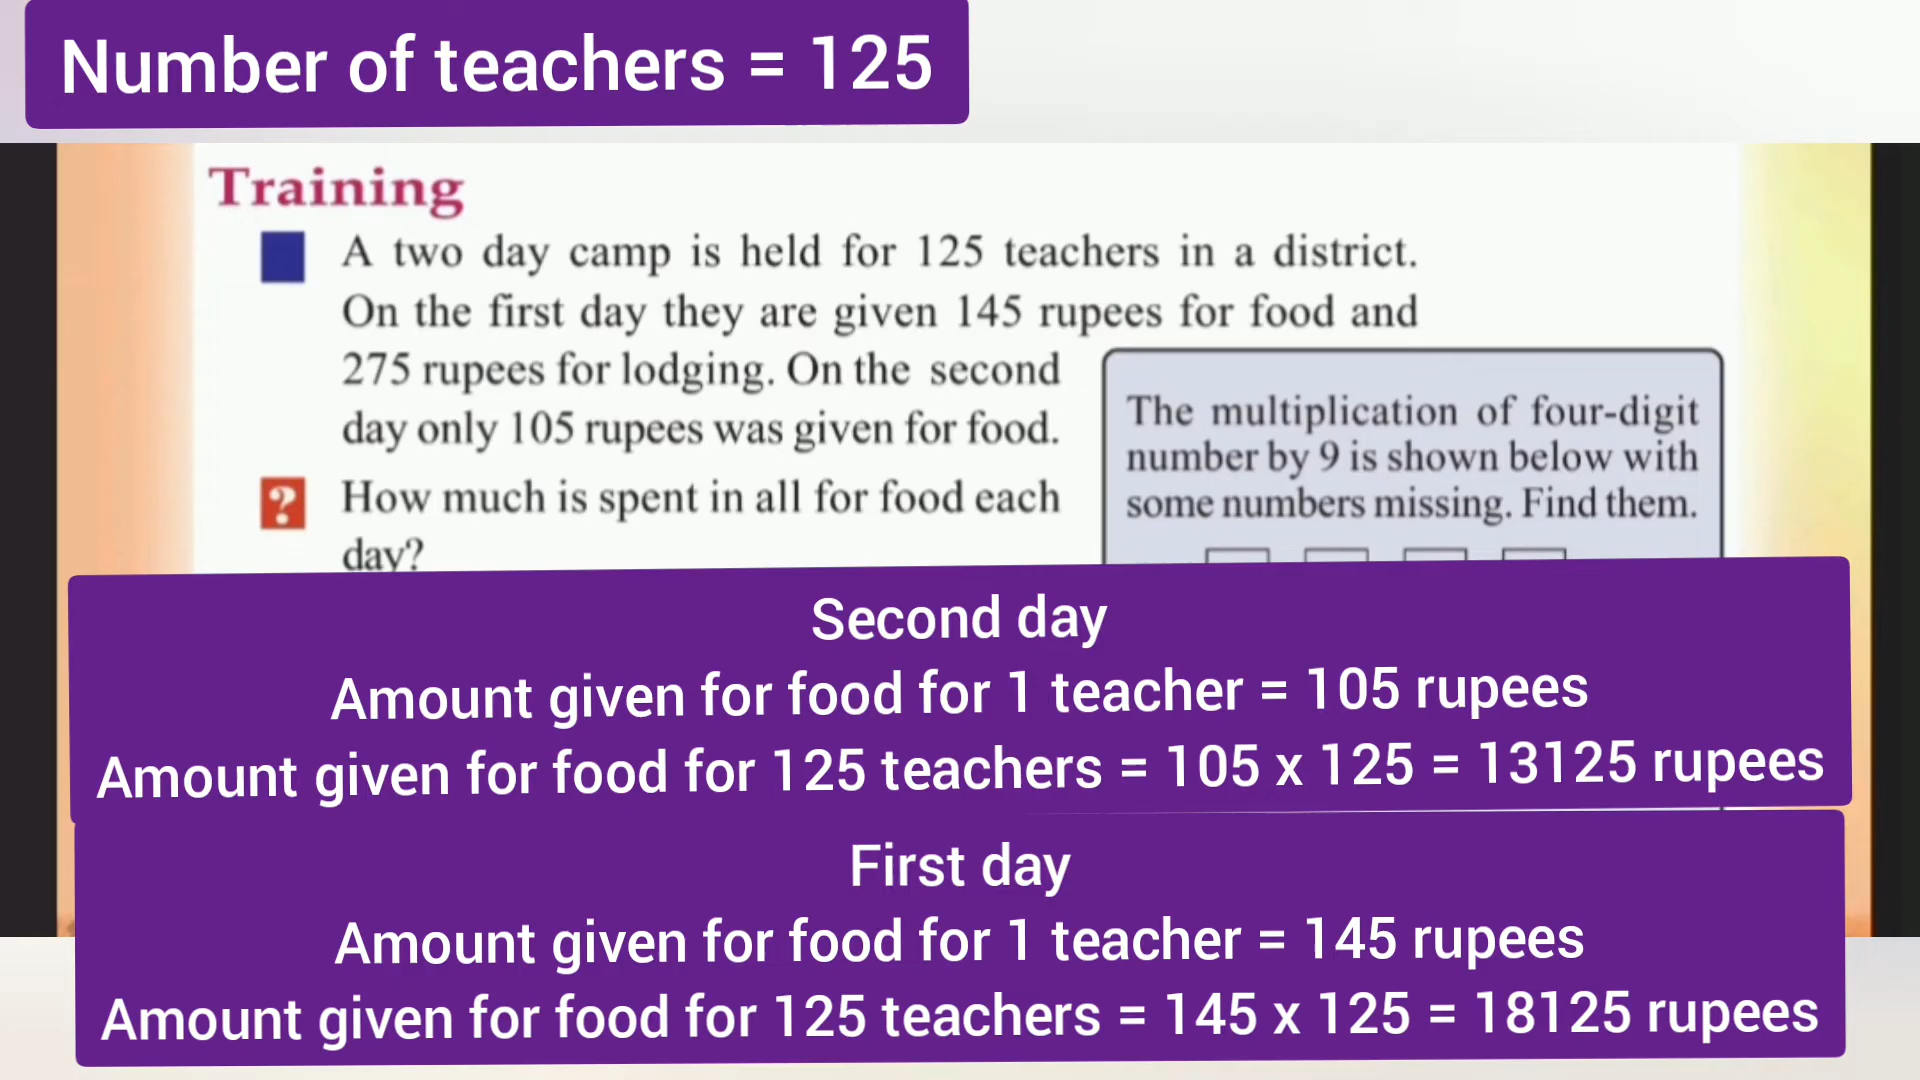 Number of teachers = 125
Training
A two day camp is held for 125 teachers in a district.
On the first day they are given 145 rupees for food and
275 rupees for lodging. On the second
day only 105 rupees was given for food.
? How much is spent in all for food each
day?
The multiplication of four-digit
number by 9 is shown below with
some numbers missing. Find them.
Second day
Amount given for food for 1 teacher = 105 rupees
Amount given for food for 125 teachers = 105 x 125 = 13125 rupees
First day
Amount given for food for 1 teacher = 145 rupees
Amount given for food for 125 teachers = 145 x 125 = 18125 rupees